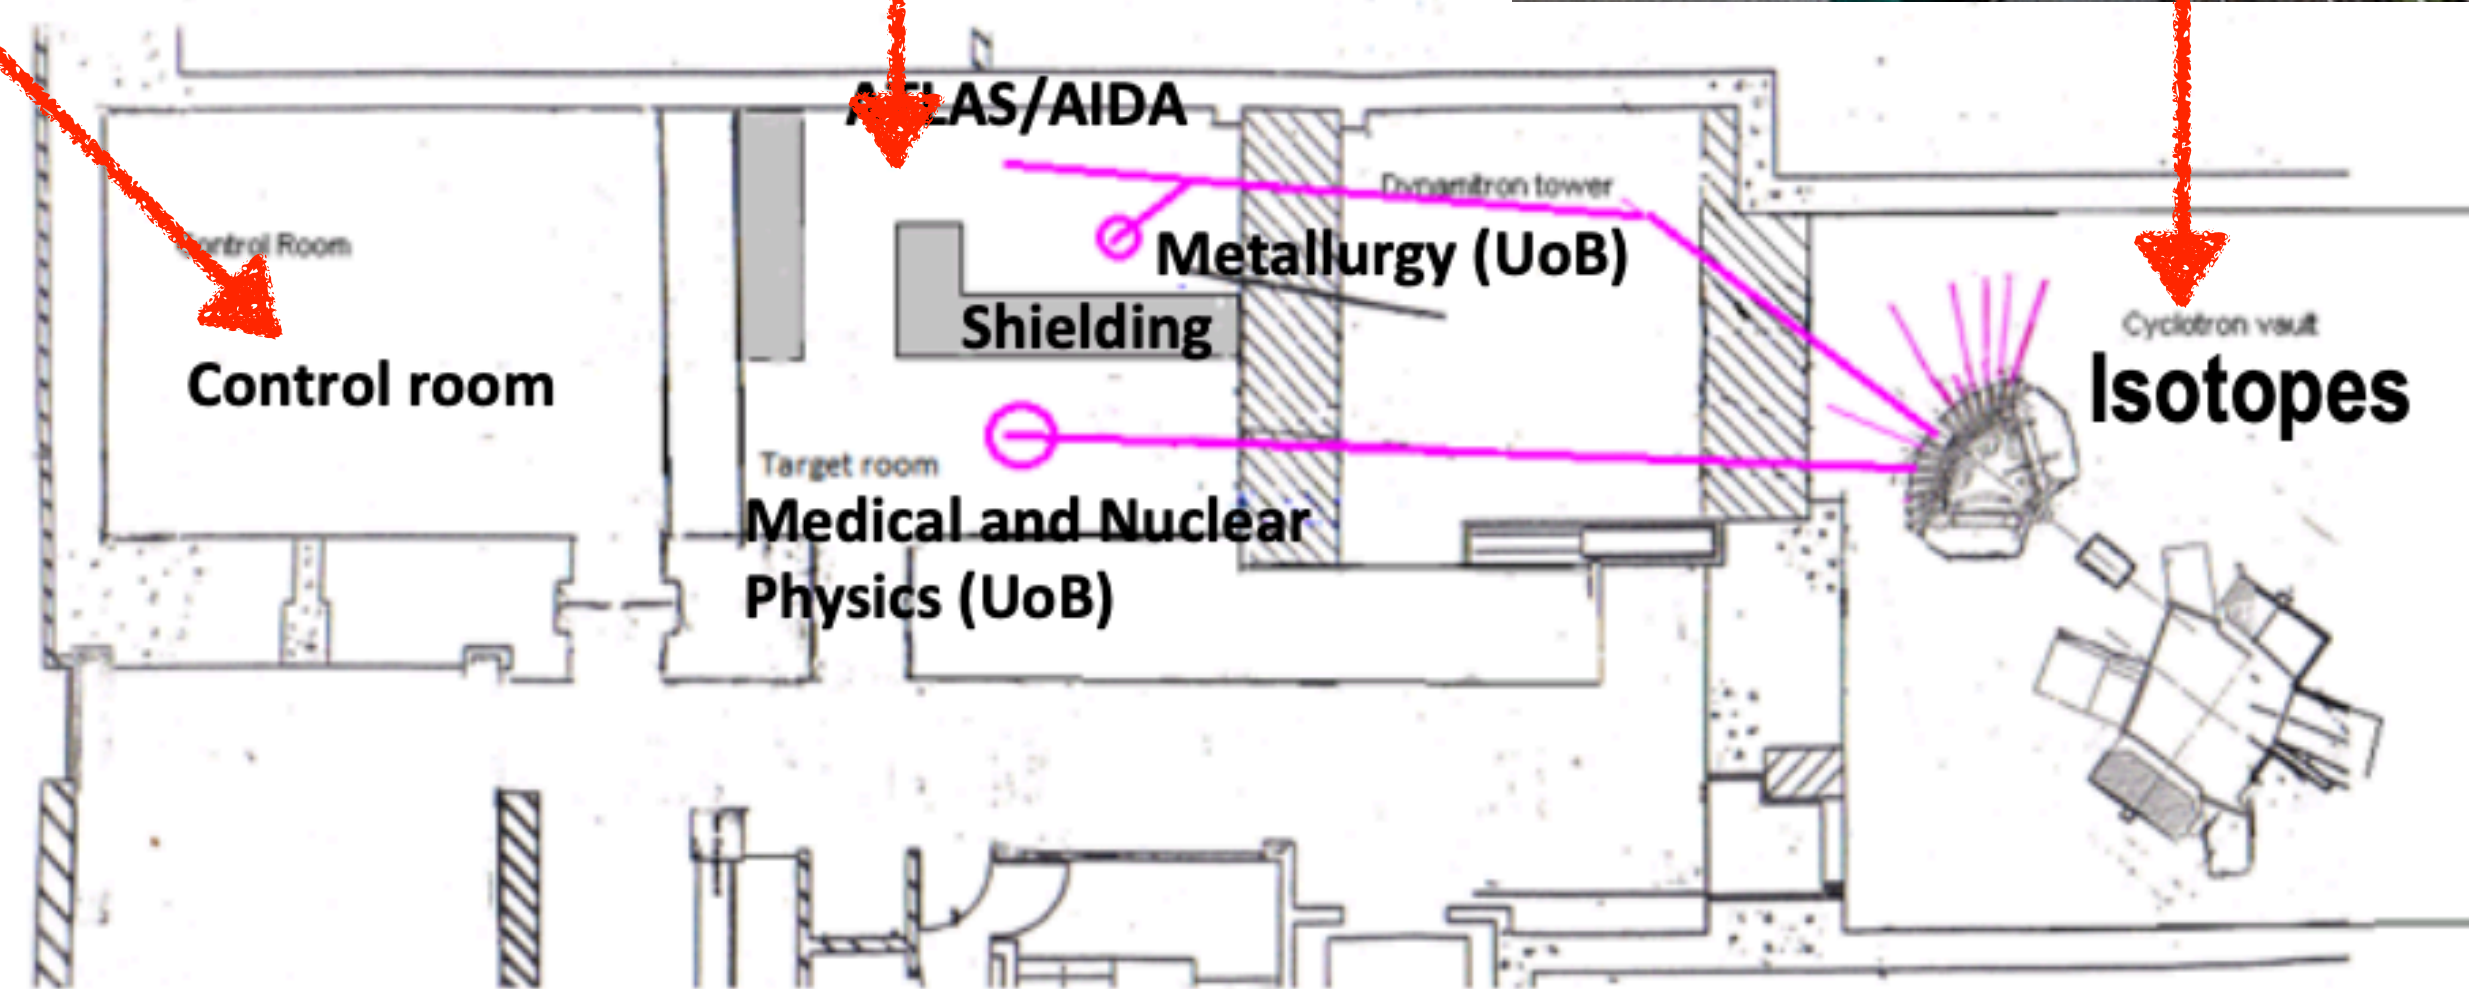 ATLAS/AIDA
Dynamitron tower
Control Room
Metallurgy (UoB)
Shielding
Cyclotron vault
Isotopes
Control room
Target room
Medical and Nuclear
Physics (UoB)